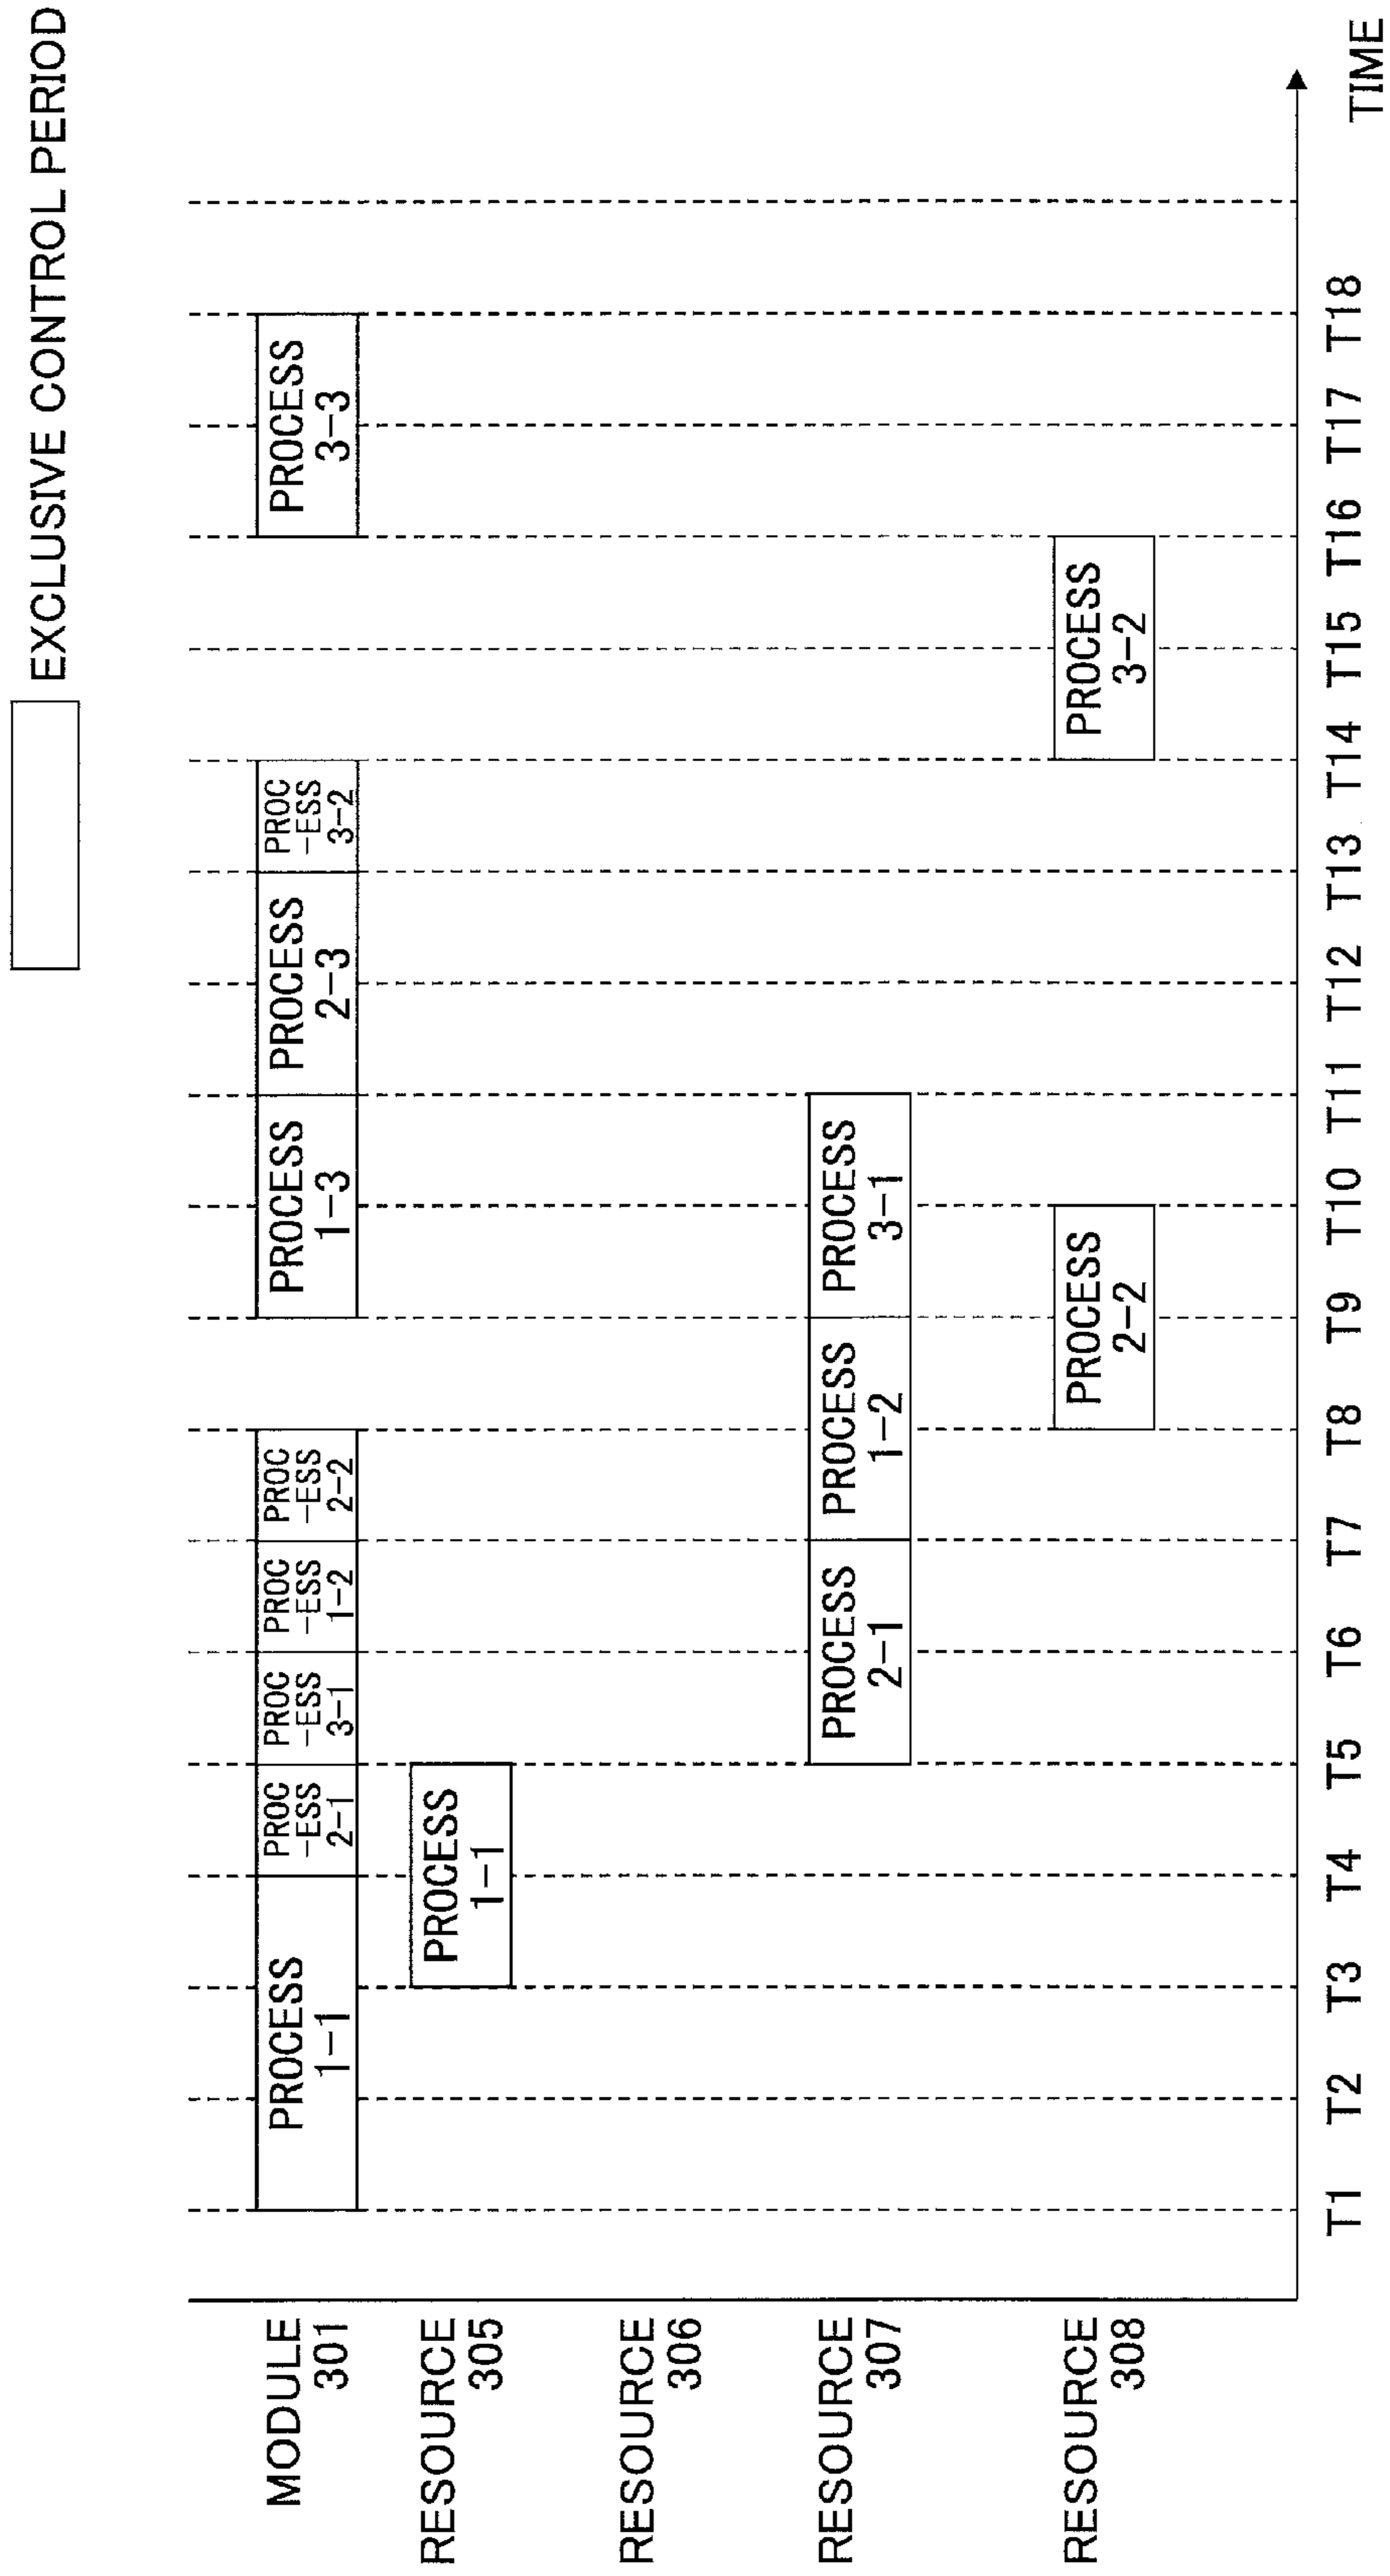 EXCLUSIVE CONTROL PERIOD
MODULE
301
PROCESS
1-1
PROC
-ESS
2-1
PROC
-ESS
3-1
PROC
-ESS
1-2
PROC
-ESS
2-2
PROCESS
1-3
PROCESS
2-3
PROC
-ESS
3-2
PROCESS
3-3
RESOURCE
305
PROCESS
1-1
RESOURCE
306
RESOURCE
307
PROCESS
2-1
PROCESS
1-2
PROCESS
3-1
RESOURCE
308
PROCESS
2-2
PROCESS
3-2
T1 T2 T3 T4 T5 T6 T7 T8 T9 T10 T11 T12 T13 T14 T15 T16 T17 T18
TIME